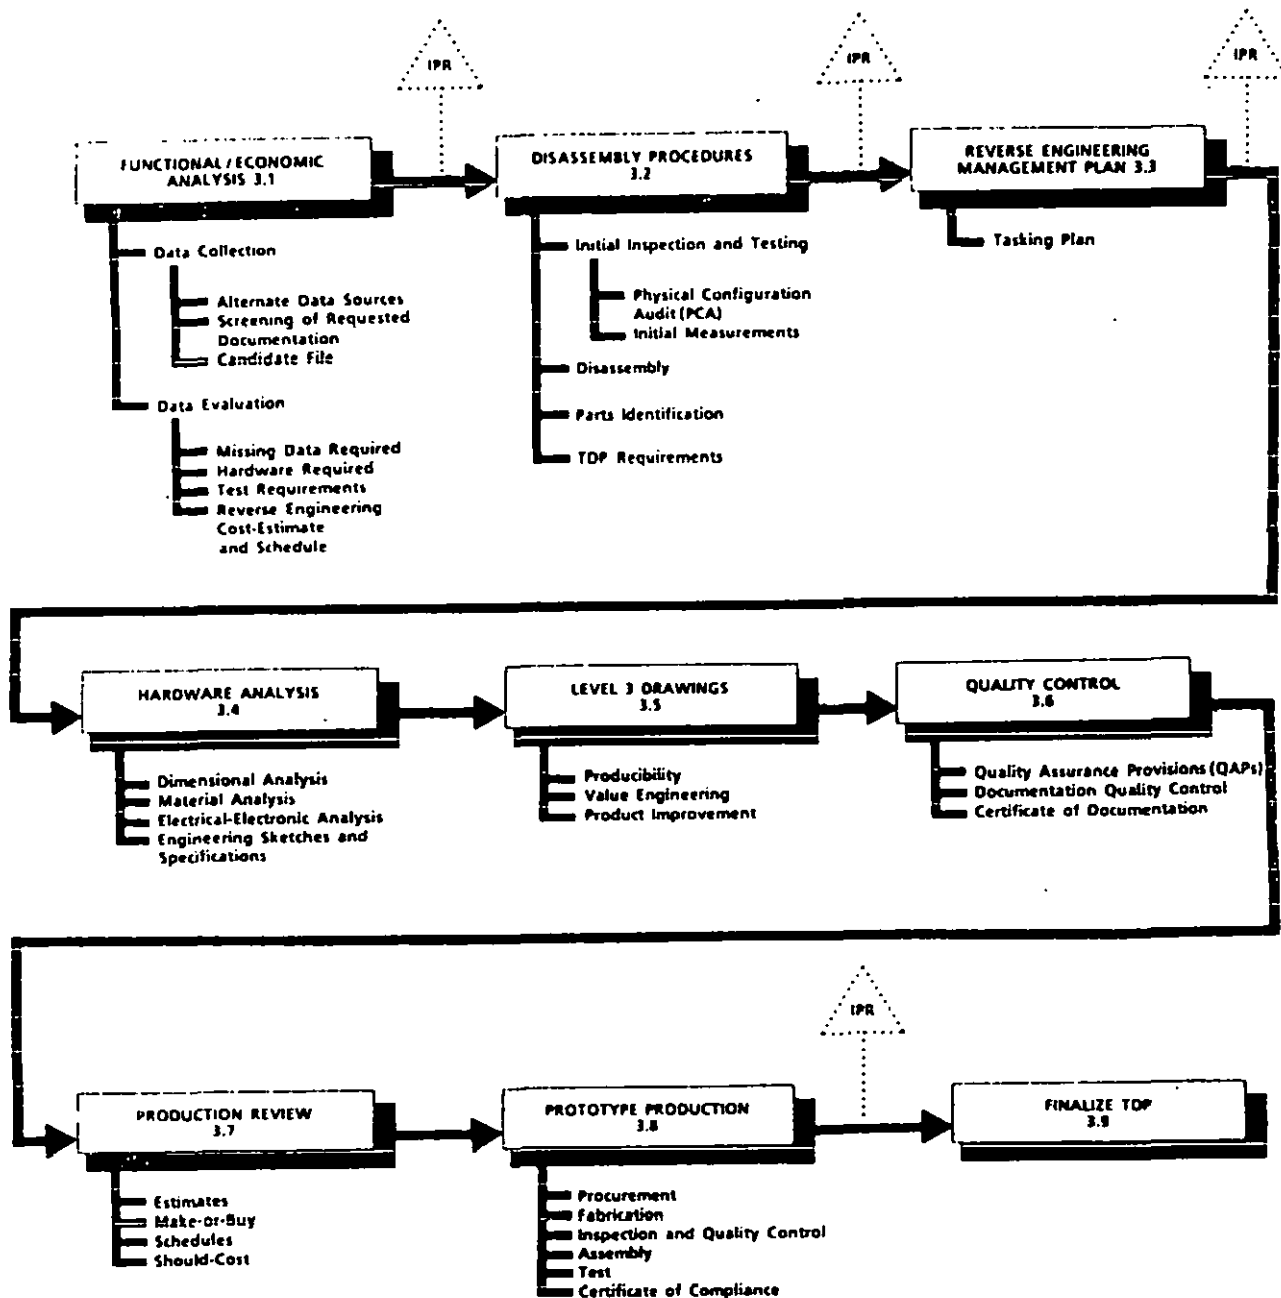 IPR
IPR
IPR
FUNCTIONAL/ECONOMIC
ANALYSIS 3.1
Data Collection
Alternate Data Sources
Screening of Requested
Documentation
Candidate File
Data Evaluation
Missing Data Required
Hardware Required
Test Requirements
Reverse Engineering
Cost-Estimate
and Schedule
DISASSEMBLY PROCEDURES
3.2
Initial Inspection and Testing
Physical Configuration
Audit (PCA)
Initial Measurements
Disassembly
Parts Identification
TDP Requirements
REVERSE ENGINEERING
MANAGEMENT PLAN 3.3
Tasking Plan
HARDWARE ANALYSIS
3.4
Dimensional Analysis
Material Analysis
Electrical-Electronic Analysis
Engineering Sketches and
Specifications
LEVEL 3 DRAWINGS
3.5
Producibility
Value Engineering
Product Improvement
QUALITY CONTROL
3.6
Quality Assurance Provisions (QAPs)
Documentation Quality Control
Certificate of Documentation
IPR
PRODUCTION REVIEW
3.7
Estimates
Make-or-Buy
Schedules
Should-Cost
PROTOTYPE PRODUCTION
3.8
Procurement
Fabrication
Inspection and Quality Control
Assembly
Test
Certificate of Compliance
FINALIZE TDP
3.9